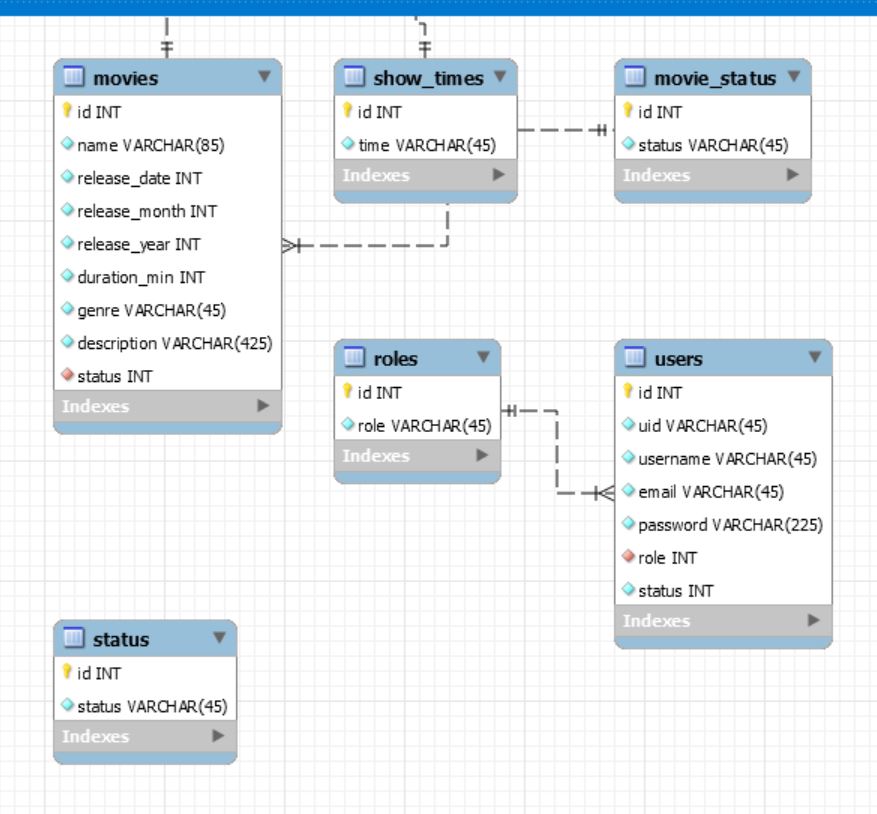 movies
id INT
name VARCHAR(85)
release_date INT
release_month INT
release_year INT
duration_min INT
genre VARCHAR(45)
description VARCHAR(425)
status INT
Indexes
show_times
id INT
time VARCHAR(45)
Indexes
movie_status
id INT
status VARCHAR(45)
Indexes
roles
id INT
role VARCHAR(45)
Indexes
users
id INT
uid VARCHAR(45)
username VARCHAR(45)
email VARCHAR(45)
password VARCHAR(225)
role INT
status INT
Indexes
status
id INT
status VARCHAR(45)
Indexes